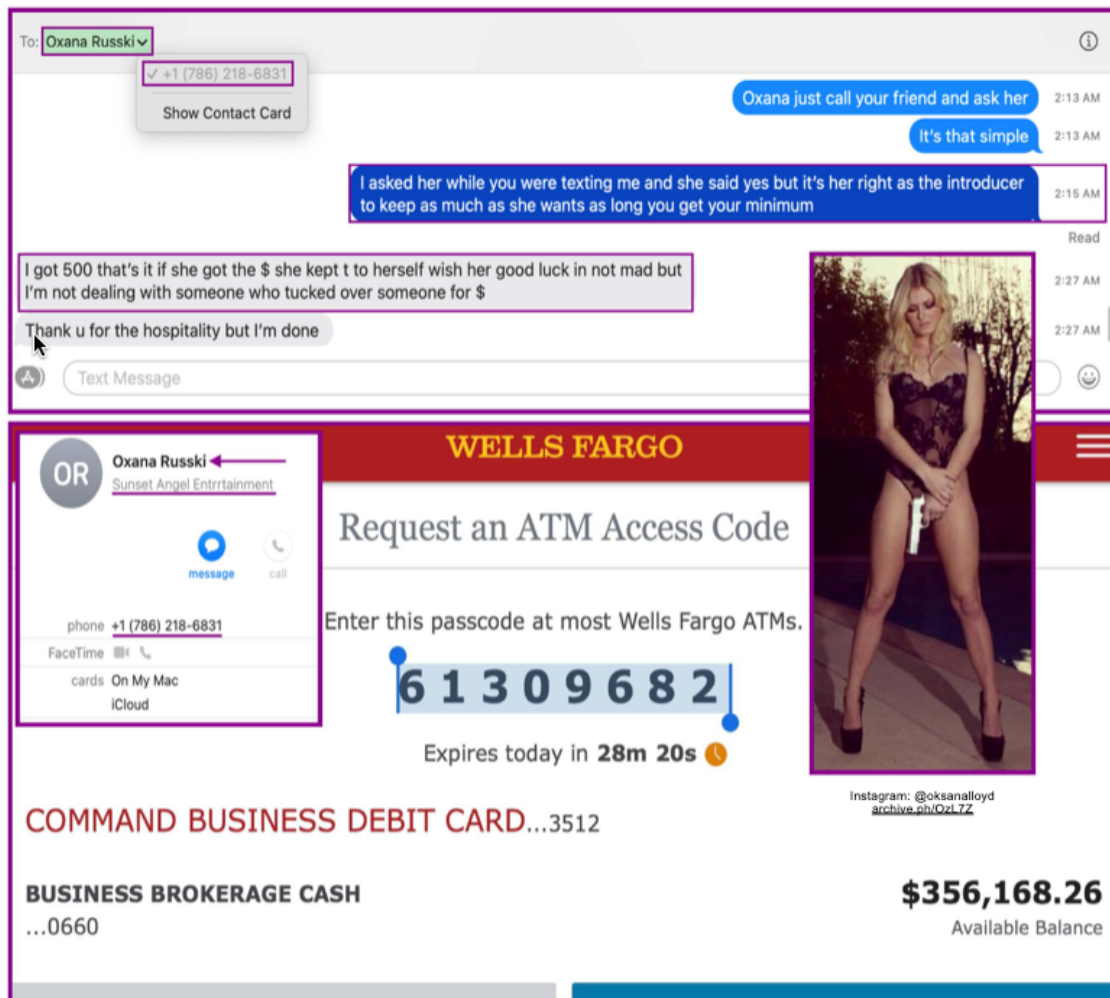 To: Oxana Russki
+1 (786) 218-6831
Show Contact Card
Oxana just call your friend and ask her
2:13 AM
It's that simple
2:13 AM
I asked her while you were texting me and she said yes but it's her right as the introducer
to keep as much as she wants as long you get your minimum
2:15 AM
Read
I got 500 that's it if she got the $ she kept t to herself wish her good luck in not mad but
I'm not dealing with someone who tucked over someone for $
2:27 AM
Thank u for the hospitality but I'm done
2:27 AM
Text Message
OR
Oxana Russki
Sunset Angel Entrrtainment
message
call
phone +1 (786) 218-6831
FaceTime
cards On My Mac
iCloud
WELLS FARGO
Request an ATM Access Code
Enter this passcode at most Wells Fargo ATMs.
61309682
Expires today in 28m 20s
Instagram: @oksanalloyd
archive.ph/OzL7Z
COMMAND BUSINESS DEBIT CARD...3512
BUSINESS BROKERAGE CASH
...0660
$356,168.26
Available Balance